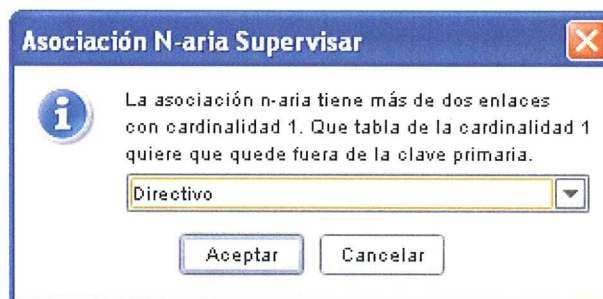 Asociación N-aria Supervisar
La asociación n-aria tiene más de dos enlaces
con cardinalidad 1. Que tabla de la cardinalidad 1
quiere que quede fuera de la clave primaria.
Directivo
Aceptar
Cancelar